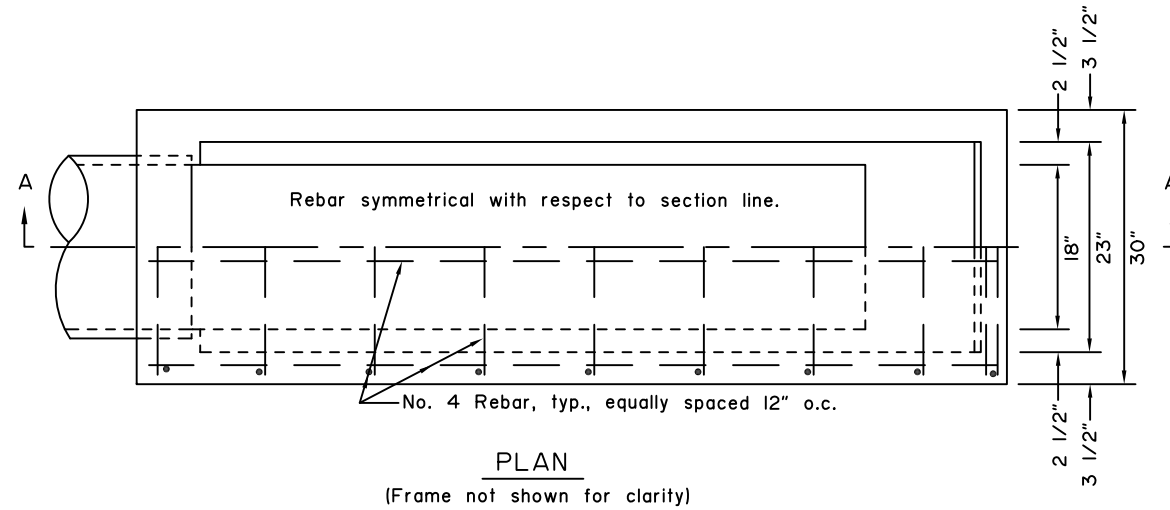 2 1/2"
3 1/2"
A
A
Rebar symmetrical with respect to section line.
18"
23"
30"
No. 4 Rebar, typ., equally spaced 12" o.c.
2 1/2"
3 1/2"
PLAN
(Frame not shown for clarity)